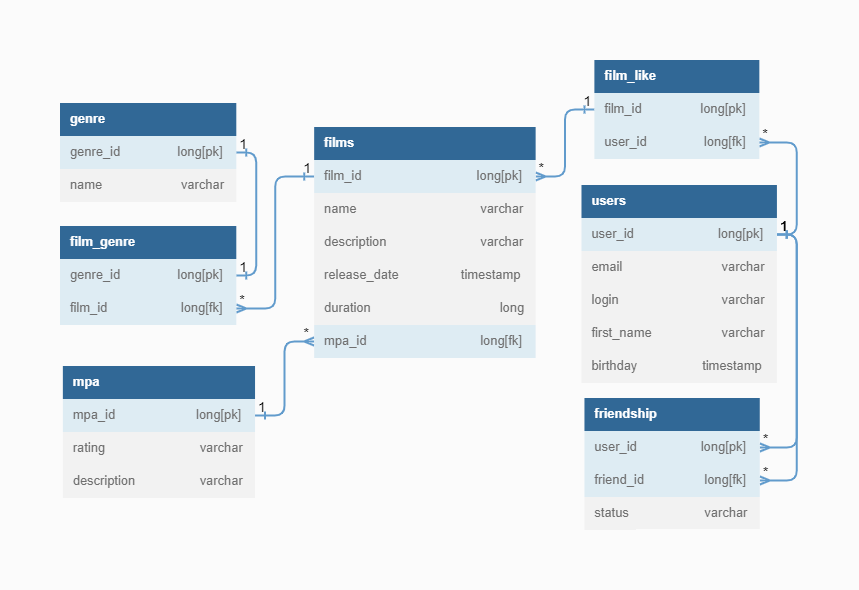 genre
genre_id long[pk]
name varchar
1
film_genre
genre_id long[pk]
film_id long[fk]
1
*
mpa
mpa_id long[pk]
rating varchar
description varchar
1
films
film_id long[pk]
name varchar
description varchar
release_date timestamp
duration long
mpa_id long[fk]
1
*
*
film_like
film_id long[pk]
user_id long[fk]
1
*
users
user_id long[pk]
email varchar
login varchar
first_name varchar
birthday timestamp
1
friendship
user_id long[pk]
friend_id long[fk]
status varchar
*
*